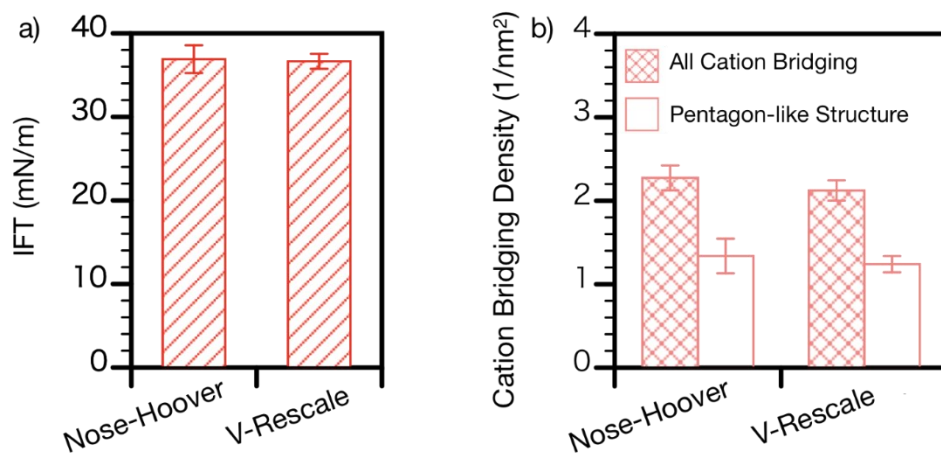 a)
IFT (mN/m)
40
30
20
10
0
Nose-Hoover
V-Rescale
b)
Cation Bridging Density (1/nm²)
4
3
2
1
0
All Cation Bridging
Pentagon-like Structure
Nose-Hoover
V-Rescale